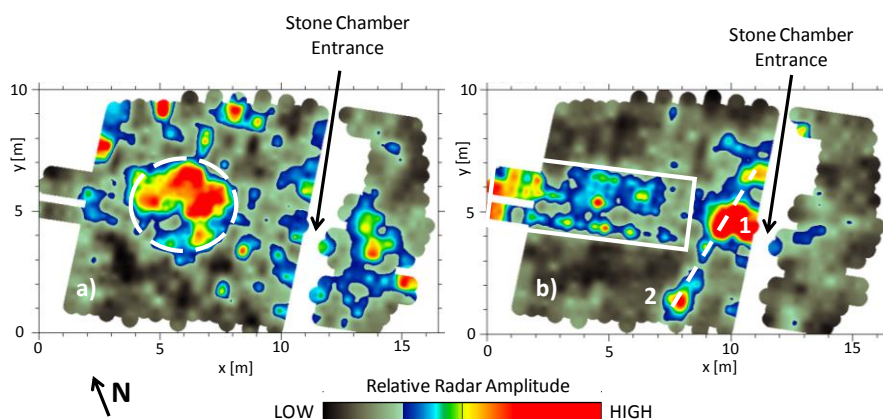 Stone Chamber
Entrance
Stone Chamber
Entrance
10
5
0
y [m]
a)
0
5
10
15
x [m]
10
5
0
y [m]
1
2
b)
0
5
10
15
x [m]
N
Relative Radar Amplitude
LOW
HIGH